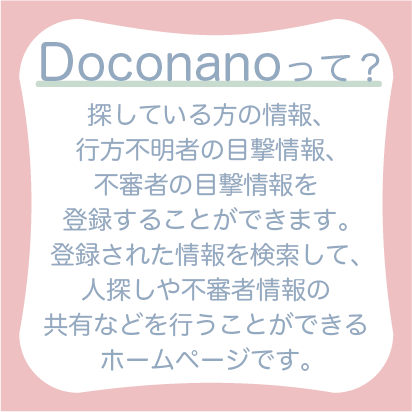 Doconanoって？
探している方の情報、
行方不明者の目撃情報、
不審者の目撃情報を
登録することができます。
登録された情報を検索して、
人探しや不審者情報の
共有などを行うことができる
ホームページです。